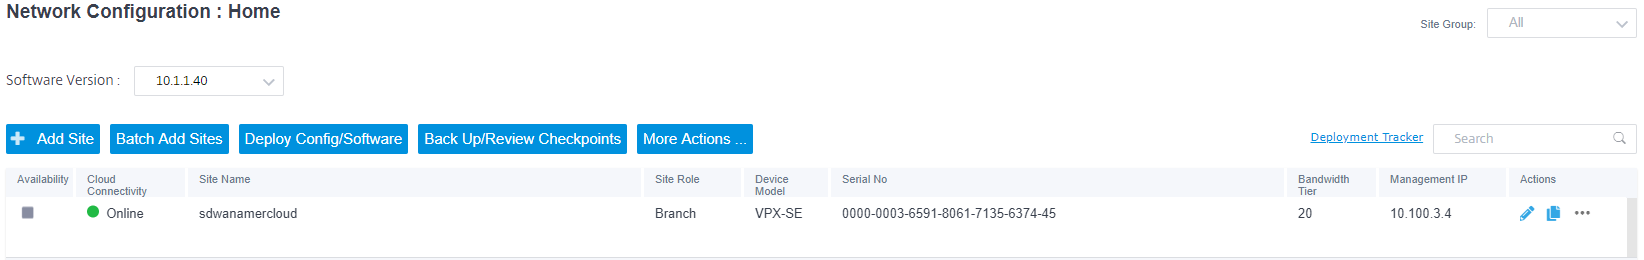 Network Configuration : Home
Site Group: All
Software Version : 10.1.1.40
Add Site Batch Add Sites Deploy Config/Software Back Up/Review Checkpoints More Actions ... Deployment Tracker Search
Availability Cloud Connectivity Site Name Site Role Device Model Serial No Bandwidth Tier Management IP Actions
Online sdwanamercloud Branch VPX-SE 0000-0003-6591-8061-7135-6374-45 20 10.100.3.4